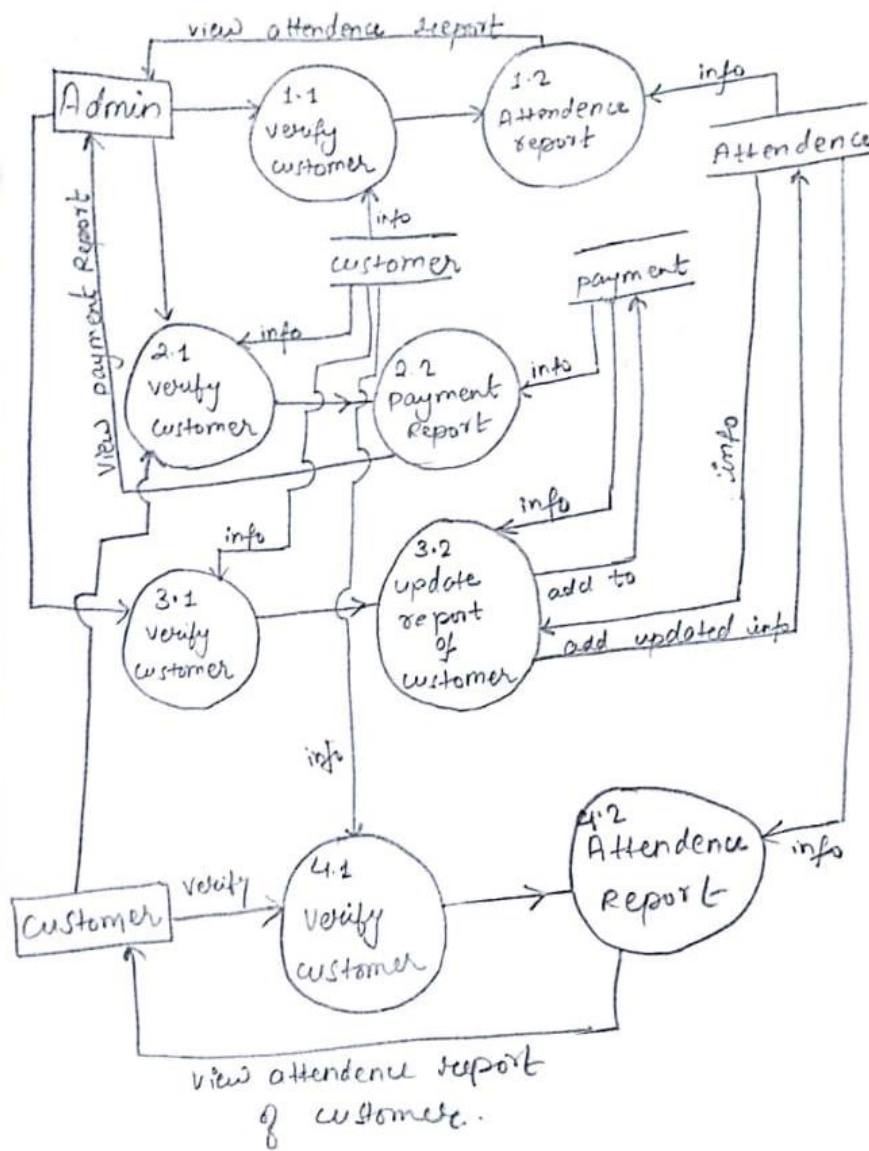 view attendence report
Admin
1.1
verify
customer
1.2
Attendence
report
info
Attendence
info
customer
payment
View payment Report
2.1
verify
customer
info
2.2
payment
Report
info
info
info
info
3.1
verify
customer
3.2
update
report
of
customer
add to
add updated info
info
customer
verify
4.1
verify
customer
4.2
Attendence
Report
info
view attendence report
of customer.